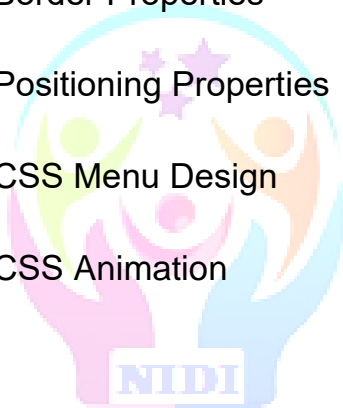 Border Properties
Positioning Properties
CSS Menu Design
CSS Animation
NIDI